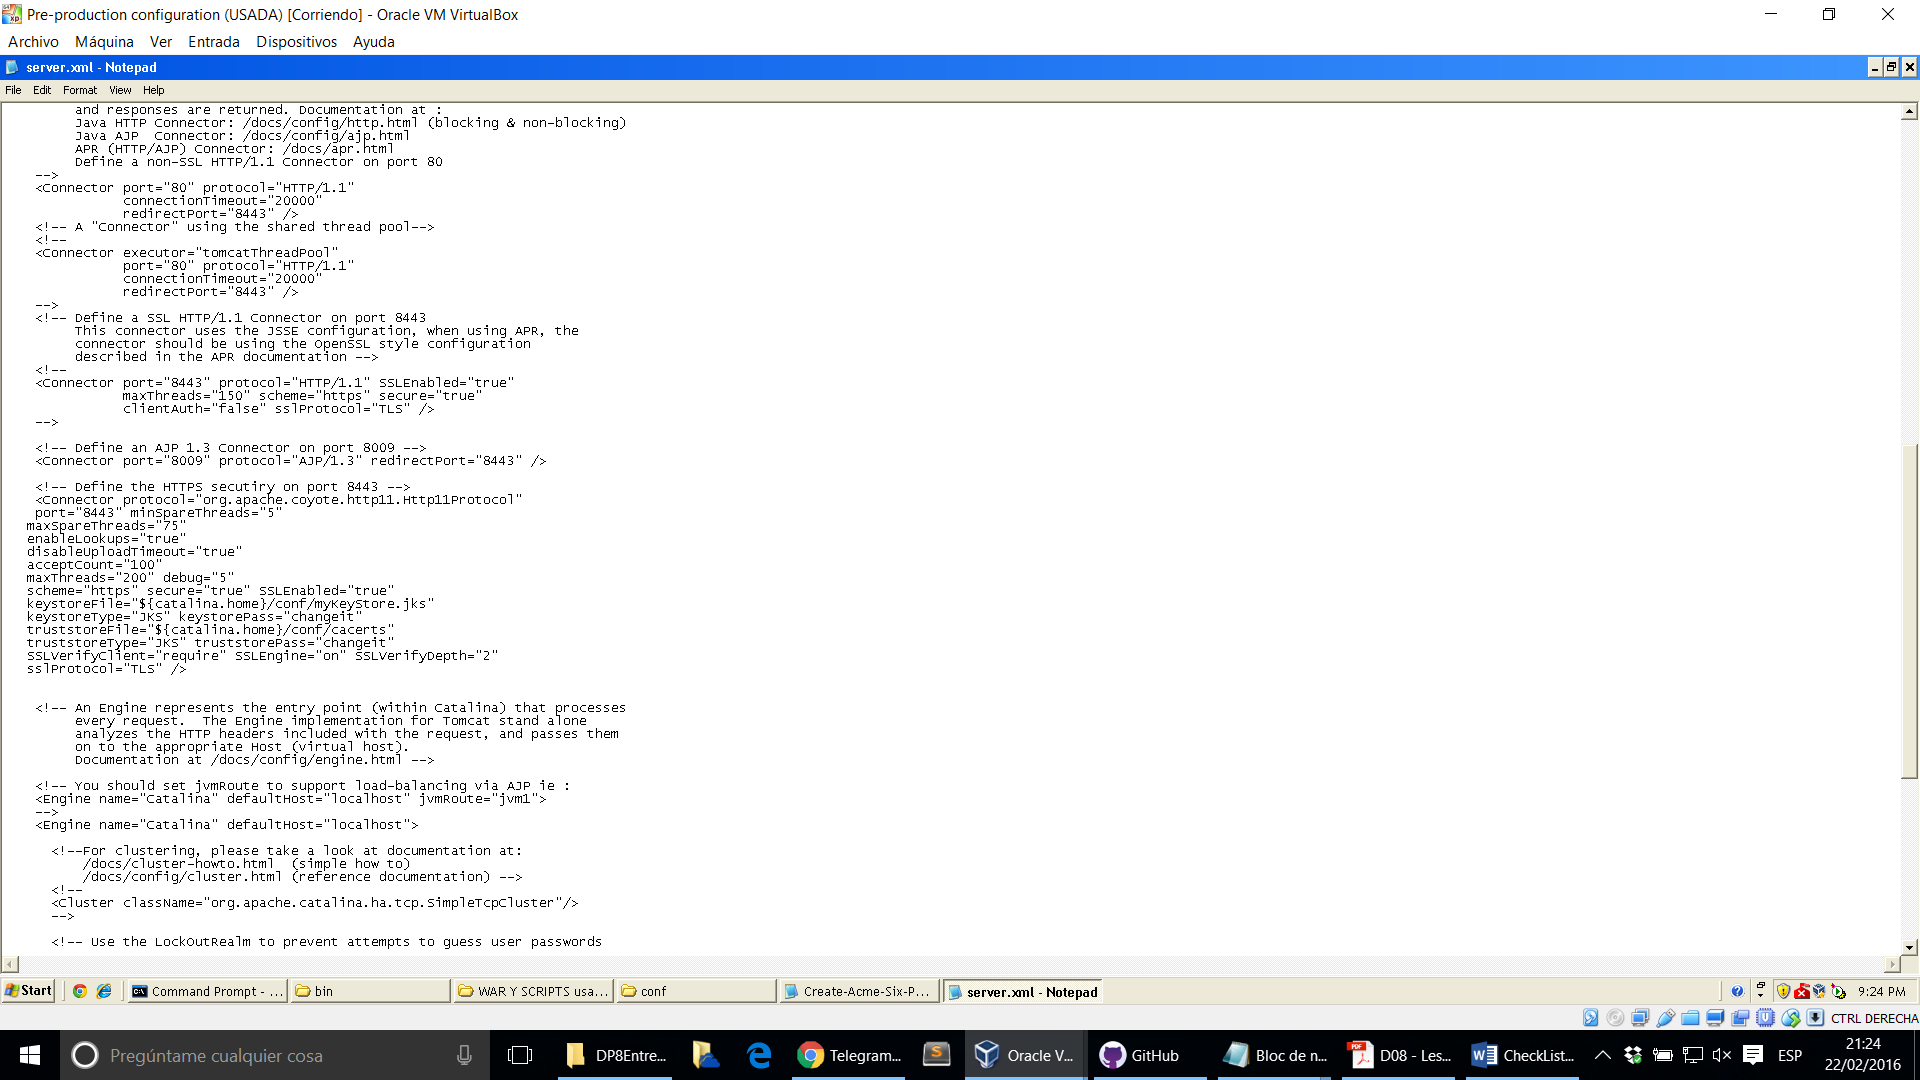 Pre-production configuration (USADA) [Corriendo] - Oracle VM VirtualBox
Archivo Máquina Ver Entrada Dispositivos Ayuda
server.xml - Notepad
File Edit Format View Help
and responses are returned. Documentation at :
Java HTTP Connector: /docs/config/http.html (blocking & non-blocking)
Java AJP  Connector: /docs/config/ajp.html
APR (HTTP/AJP) Connector: /docs/apr.html
Define a non-SSL HTTP/1.1 Connector on port 80
-->
<Connector port="80" protocol="HTTP/1.1"
connectionTimeout="20000"
redirectPort="8443" />
<!-- A "Connector" using the shared thread pool-->
<!--
<Connector executor="tomcatThreadPool"
port="80" protocol="HTTP/1.1"
connectionTimeout="20000"
redirectPort="8443" />
-->
<!-- Define a SSL HTTP/1.1 Connector on port 8443
This connector uses the JSSE configuration, when using APR, the
connector should be using the OpenSSL style configuration
described in the APR documentation -->
<!--
<Connector port="8443" protocol="HTTP/1.1" SSLEnabled="true"
maxThreads="150" scheme="https" secure="true"
clientAuth="false" sslProtocol="TLS" />
-->
<!-- Define an AJP 1.3 Connector on port 8009 -->
<Connector port="8009" protocol="AJP/1.3" redirectPort="8443" />
<!-- Define the HTTPS secutiry on port 8443 -->
<Connector protocol="org.apache.coyote.http11.Http11Protocol"
port="8443" minSpareThreads="5"
maxSpareThreads="75"
enableLookups="true"
disableUploadTimeout="true"
acceptCount="100"
maxThreads="200" debug="5"
scheme="https" secure="true" SSLEnabled="true"
keystoreFile="${catalina.home}/conf/myKeyStore.jks"
keystoreType="JKS" keystorePass="changeit"
truststoreFile="${catalina.home}/conf/cacerts"
truststoreType="JKS" truststorePass="changeit"
SSLVerifyClient="require" SSLEngine="on" SSLVerifyDepth="2"
sslProtocol="TLS" />
<!-- An Engine represents the entry point (within Catalina) that processes
every request.  The Engine implementation for Tomcat stand alone
analyzes the HTTP headers included with the request, and passes them
on to the appropriate Host (virtual host).
Documentation at /docs/config/engine.html -->
<!-- You should set jvmRoute to support load-balancing via AJP ie :
<Engine name="Catalina" defaultHost="localhost" jvmRoute="jvm1">
-->
<Engine name="Catalina" defaultHost="localhost">
<!--For clustering, please take a look at documentation at:
/docs/cluster-howto.html  (simple how to)
/docs/config/cluster.html (reference documentation) -->
<!--
<Cluster className="org.apache.catalina.ha.tcp.SimpleTcpCluster"/>
-->
<!-- Use the LockOutRealm to prevent attempts to guess user passwords
Start Command Prompt - ... bin WAR Y SCRIPTS usa... conf Create-Acme-Six-P... server.xml - Notepad 9:24 PM
CTRL DERECHA
Pregúntame cualquier cosa DP8Entre... Telegram... Oracle V... GitHub Bloc de n... D08 - Les... CheckList... ESP 21:24
22/02/2016